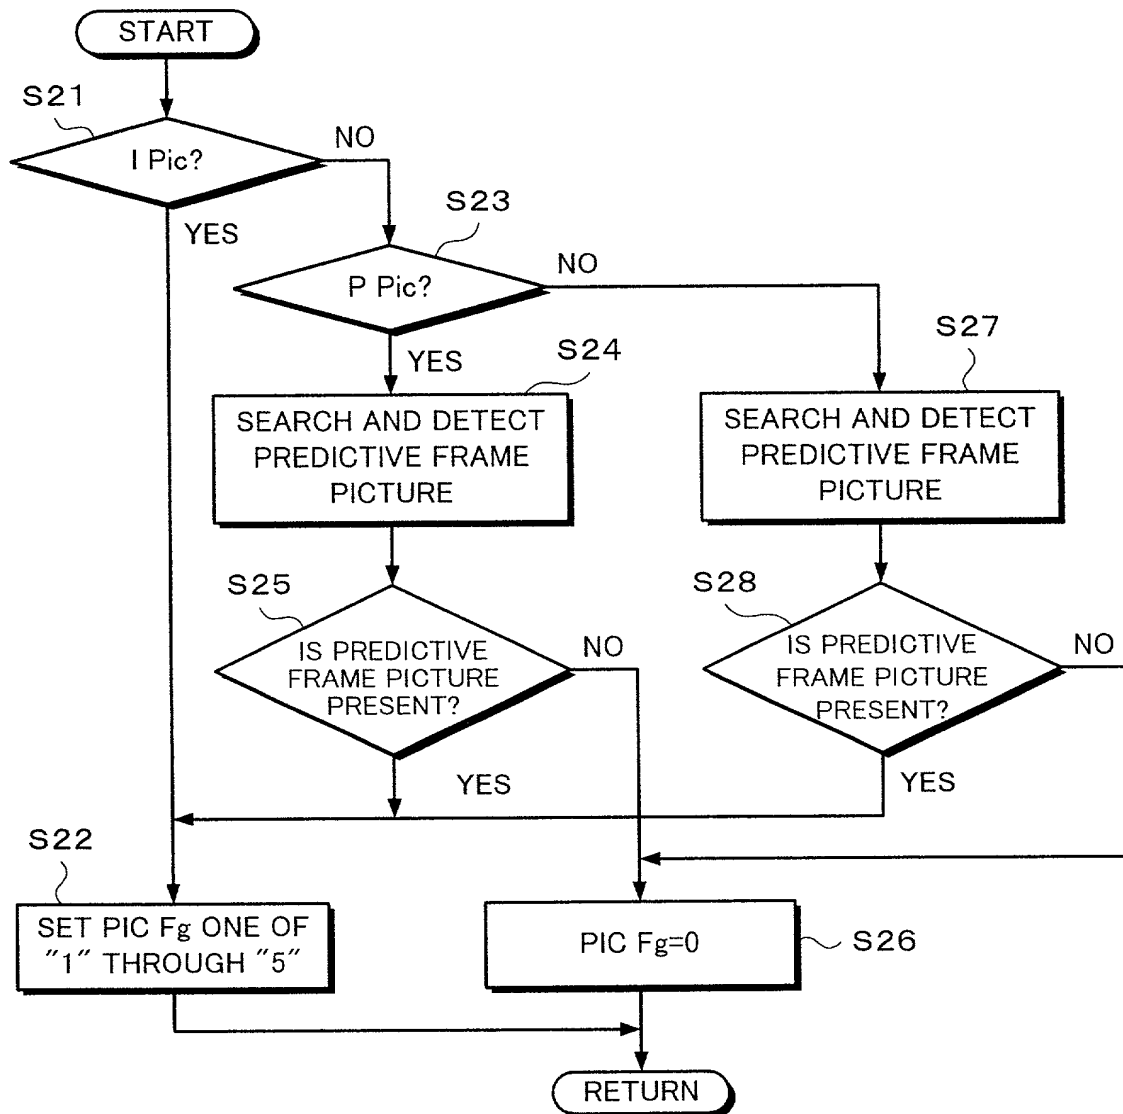 START
S21
I Pic?
NO
YES
S23
P Pic?
NO
YES
S24
SEARCH AND DETECT
PREDICTIVE FRAME
PICTURE
S27
SEARCH AND DETECT
PREDICTIVE FRAME
PICTURE
S25
IS PREDICTIVE
FRAME PICTURE
PRESENT?
NO
YES
S28
IS PREDICTIVE
FRAME PICTURE
PRESENT?
NO
YES
S22
SET PIC Fg ONE OF
"1" THROUGH "5"
PIC Fg=0
S26
RETURN